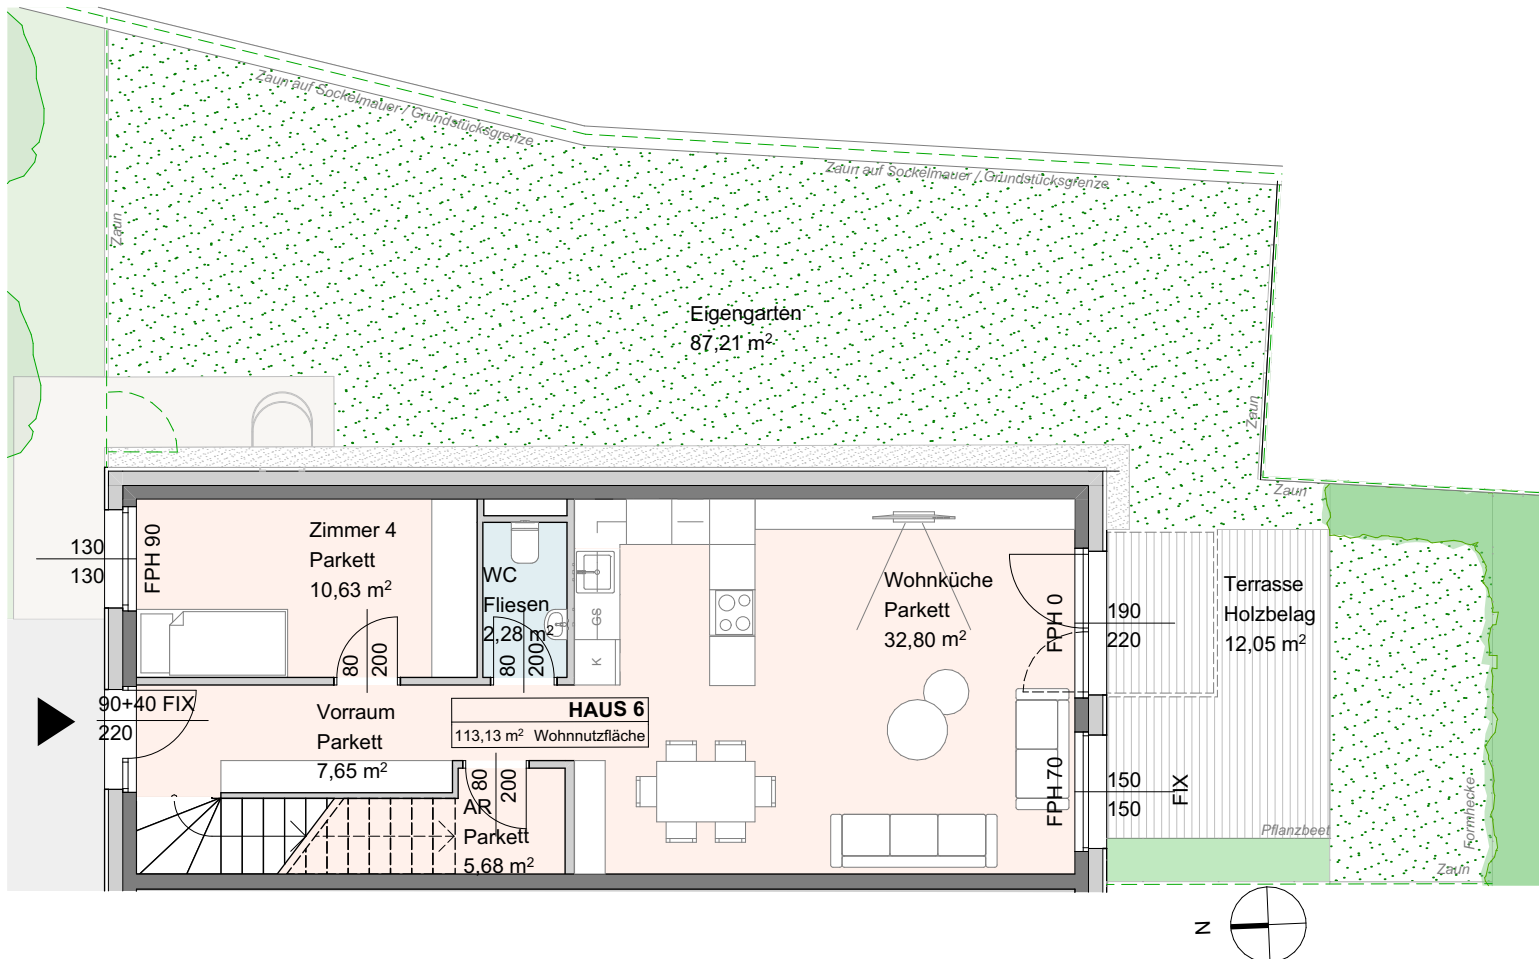 Zaun auf Sockelmauer / Grundstücksgrenze
Zaun auf Sockelmauer / Grundstücksgrenze
Zaun
Eigengarten
87,21 m²
Zaun
Zaun
130
130
FPH 90
Zimmer 4
Parkett
10,63 m²
80
200
WC
Fliesen
2,28 m²
80
200
GS
K
Wohnküche
Parkett
32,80 m²
FPH 0
190
220
Terrasse
Holzbelag
12,05 m²
90+40 FIX
220
Vorraum
Parkett
7,65 m²
HAUS 6
113,13 m² Wohnnutzfläche
80
200
AR
Parkett
5,68 m²
FPH 70
150
150
FIX
Pflanzbeet
Formhecke
Zaun
N